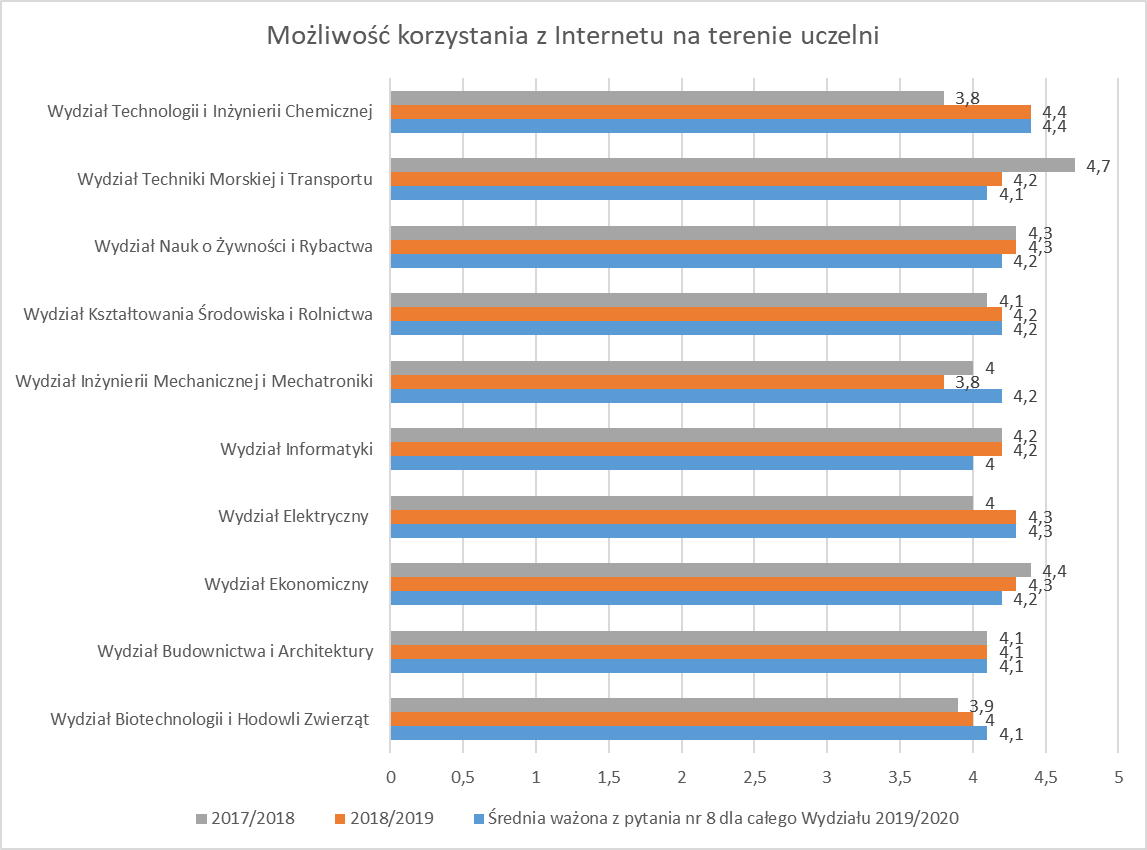 Możliwość korzystania z Internetu na terenie uczelni
Wydział Technologii i Inżynierii Chemicznej
3,8
4,4
4,4
Wydział Techniki Morskiej i Transportu
4,7
4,2
4,1
Wydział Nauk o Żywności i Rybactwa
4,3
4,3
4,2
Wydział Kształtowania Środowiska i Rolnictwa
4,1
4,2
4,2
Wydział Inżynierii Mechanicznej i Mechatroniki
4
3,8
4,2
Wydział Informatyki
4,2
4,2
4
Wydział Elektryczny
4
4,3
4,3
Wydział Ekonomiczny
4,4
4,3
4,2
Wydział Budownictwa i Architektury
4,1
4,1
4,1
Wydział Biotechnologii i Hodowli Zwierząt
3,9
4
4,1
0 0,5 1 1,5 2 2,5 3 3,5 4 4,5 5
2017/2018 2018/2019 Średnia ważona z pytania nr 8 dla całego Wydziału 2019/2020